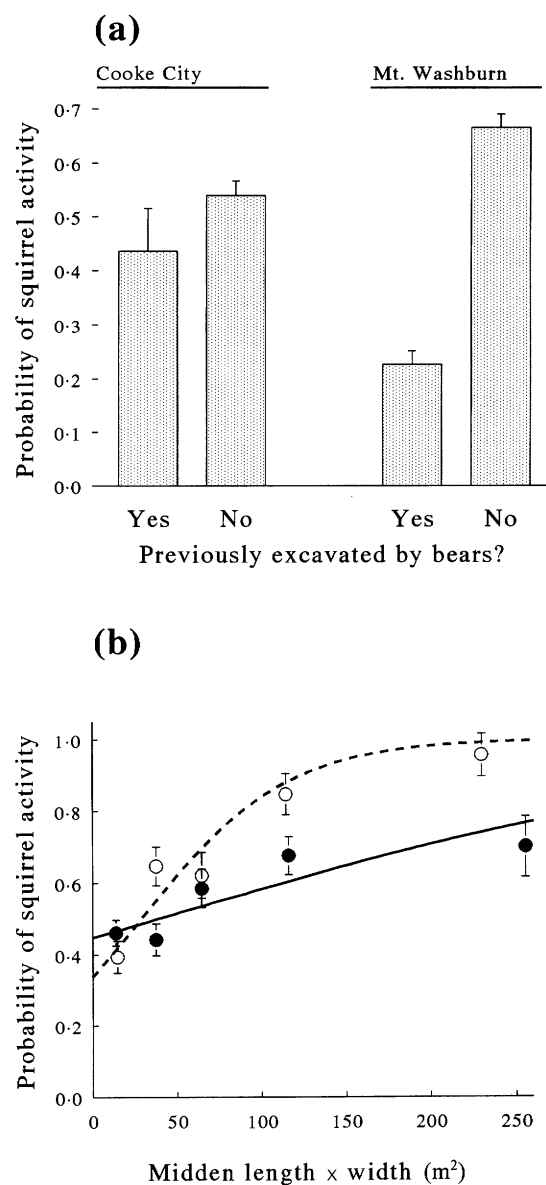 (a)
Cooke City Mt. Washburn
Probability of squirrel activity
0·7
0·6
0·5
0·4
0·3
0·2
0·1
0·0
Yes No Yes No
Previously excavated by bears?
(b)
Probability of squirrel activity
1·0
0·8
0·6
0·4
0·2
0·0
0 50 100 150 200 250
Midden length × width (m²)